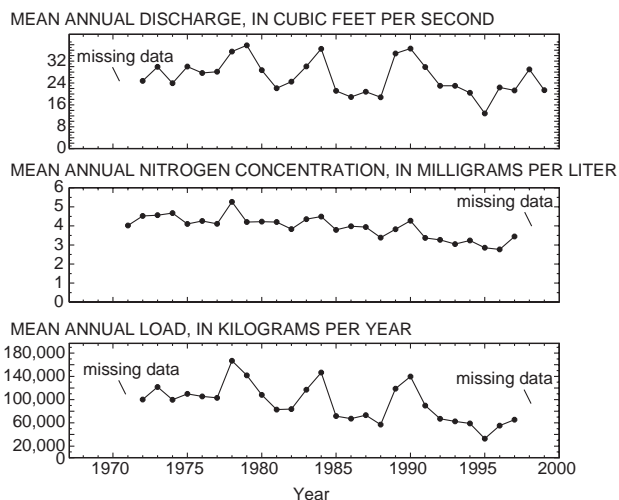 MEAN ANNUAL DISCHARGE, IN CUBIC FEET PER SECOND
32
missing data
24
16
8
0
MEAN ANNUAL NITROGEN CONCENTRATION, IN MILLIGRAMS PER LITER
6
5
missing data
4
3
2
1
0
MEAN ANNUAL LOAD, IN KILOGRAMS PER YEAR
180,000
missing data
missing data
140,000
100,000
60,000
20,000
0
1970 1975 1980 1985 1990 1995 2000
Year